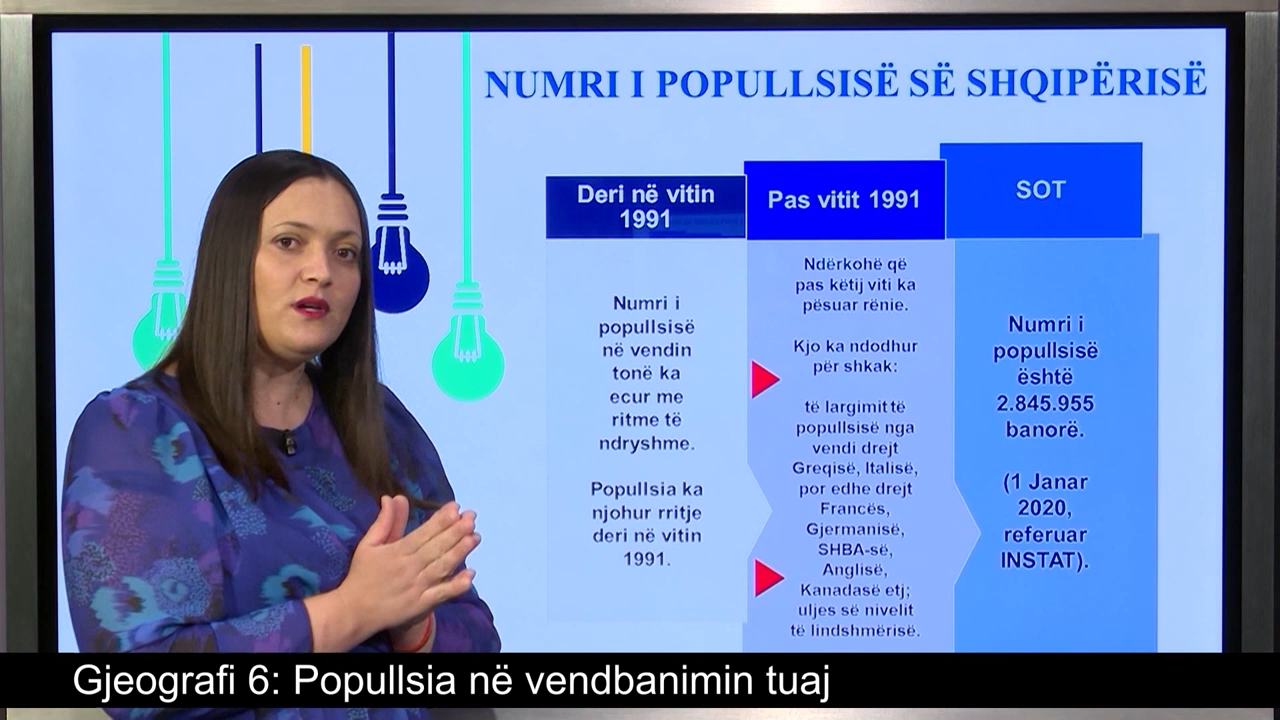 NUMRI I POPULLSISË SË SHQIPËRISË
Deri në vitin
1991
Numri i
popullsisë
në vendin
tonë ka
ecur me
ritme të
ndryshme.
Popullsia ka
njohur rritje
deri në vitin
1991.
Pas vitit 1991
Ndërkohë që
pas këtij viti ka
pësuar rënie.
Kjo ka ndodhur
për shkak:
të largimit të
popullsisë nga
vendi drejt
Greqisë, Italisë,
por edhe drejt
Francës,
Gjermanisë,
SHBA-së,
Anglisë,
Kanadasë etj;
uljes së nivelit
të lindshmërisë.
SOT
Numri i
popullsisë
është
2.845.955
banorë.
(1 Janar
2020,
referuar
INSTAT).
Gjeografi 6: Popullsia në vendbanimin tuaj